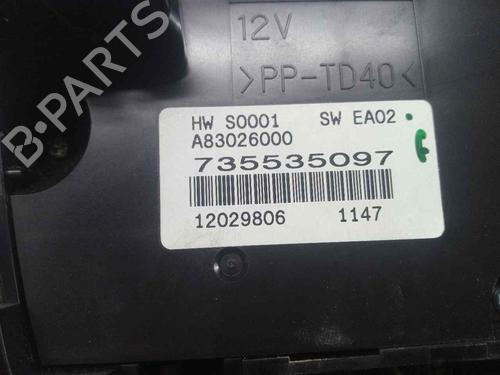 12V
>PP-TD40<
HW S0001 SW EA02
A83026000
735535097
12029806 1147
B-PARTS